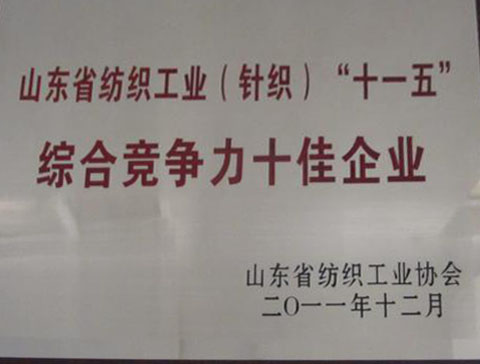 山东省纺织工业（针织）“十一五”
综合竞争力十佳企业
山东省纺织工业协会
二〇一一年十二月